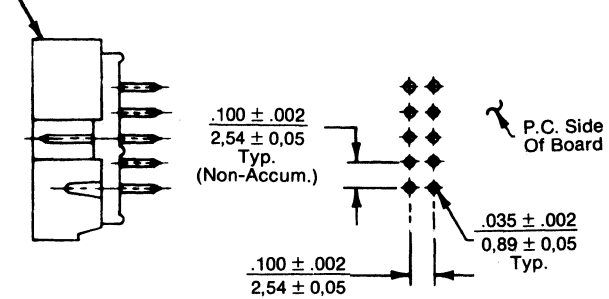 .100 ± .002
2,54 ± 0,05
Typ.
(Non-Accum.)
P.C. Side
Of Board
.035 ± .002
0,89 ± 0,05
Typ.
.100 ± .002
2,54 ± 0,05